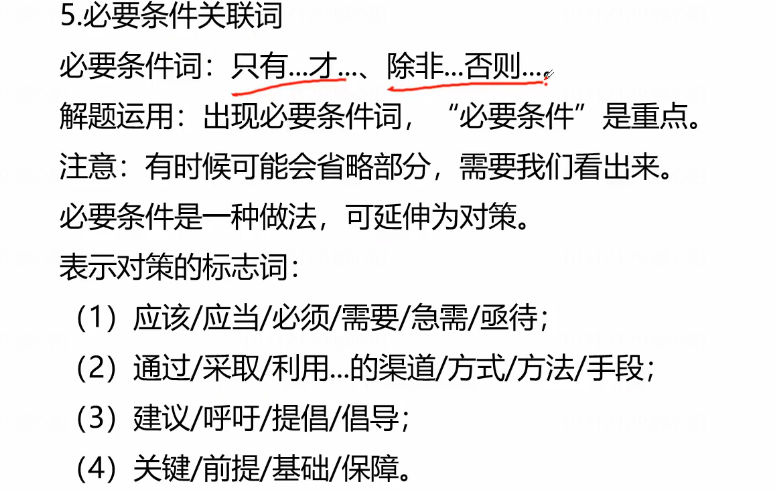 5.必要条件关联词
必要条件词：只有...才...、除非...否则...。
解题运用：出现必要条件词，“必要条件”是重点。
注意：有时候可能会省略部分，需要我们看出来。
必要条件是一种做法，可延伸为对策。
表示对策的标志词：
（1）应该/应当/必须/需要/急需/亟待；
（2）通过/采取/利用...的渠道/方式/方法/手段；
（3）建议/呼吁/提倡/倡导；
（4）关键/前提/基础/保障。